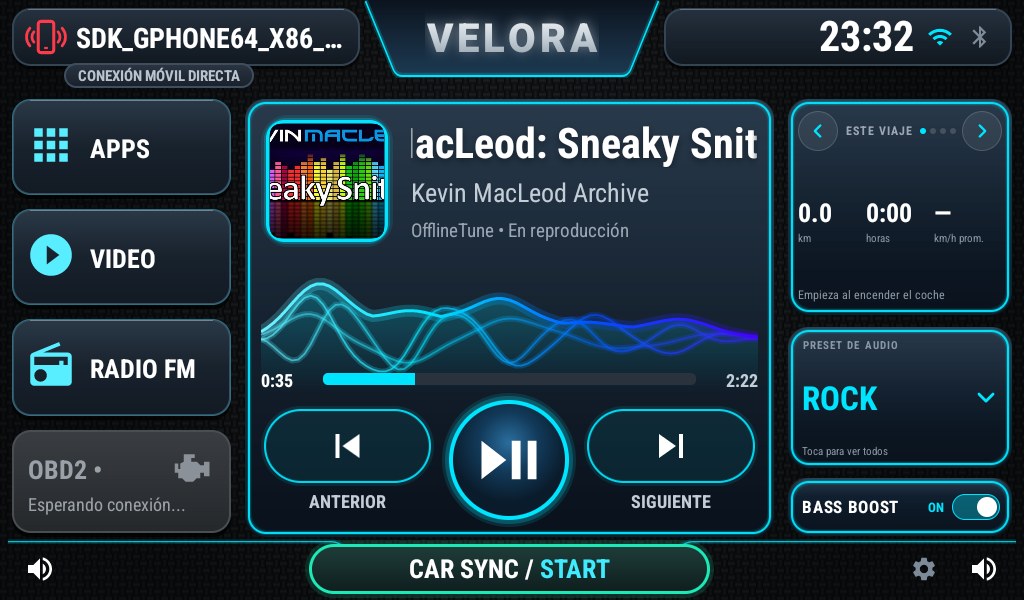 SDK_GPHONE64_X86_...
CONEXIÓN MÓVIL DIRECTA
VELORA
23:32
APPS
VIDEO
RADIO FM
OBD2 •
Esperando conexión...
VINMACLE
eaky Snit
acLeod: Sneaky Snit
Kevin MacLeod Archive
OfflineTune • En reproducción
0:35
2:22
ANTERIOR
SIGUIENTE
ESTE VIAJE
0.0 0:00 –
km horas km/h prom.
Empieza al encender el coche
PRESET DE AUDIO
ROCK
Toca para ver todos
BASS BOOST ON
CAR SYNC / START